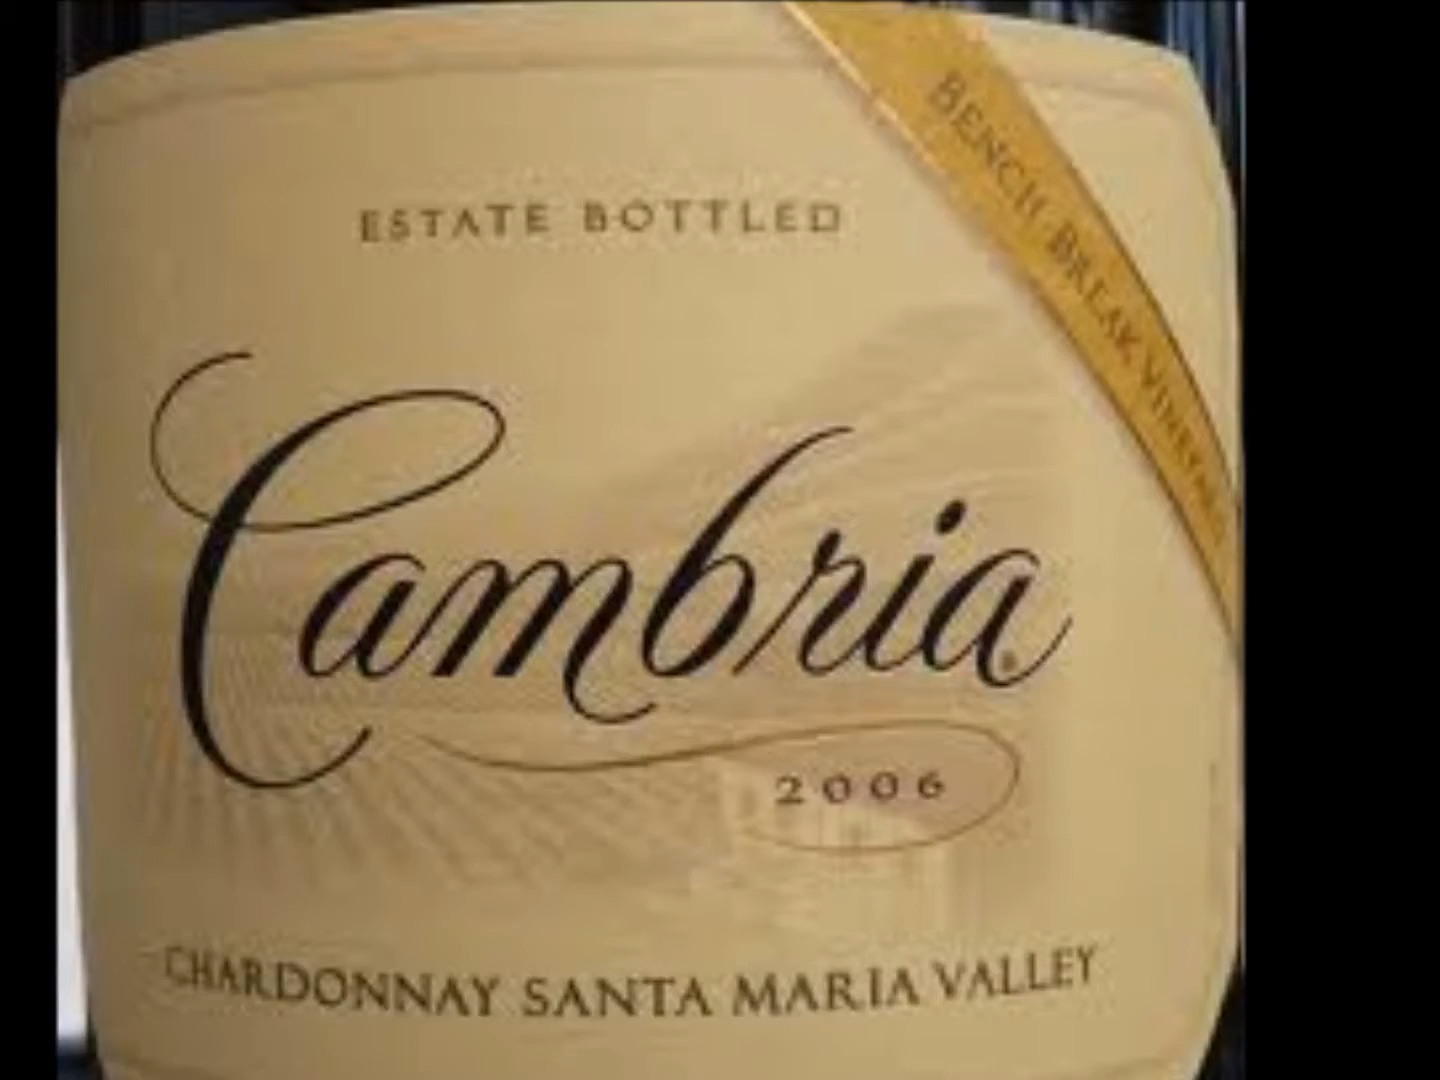 BENCH BREAK VINEYARD
ESTATE BOTTLED
Cambria®
2006
CHARDONNAY SANTA MARIA VALLEY